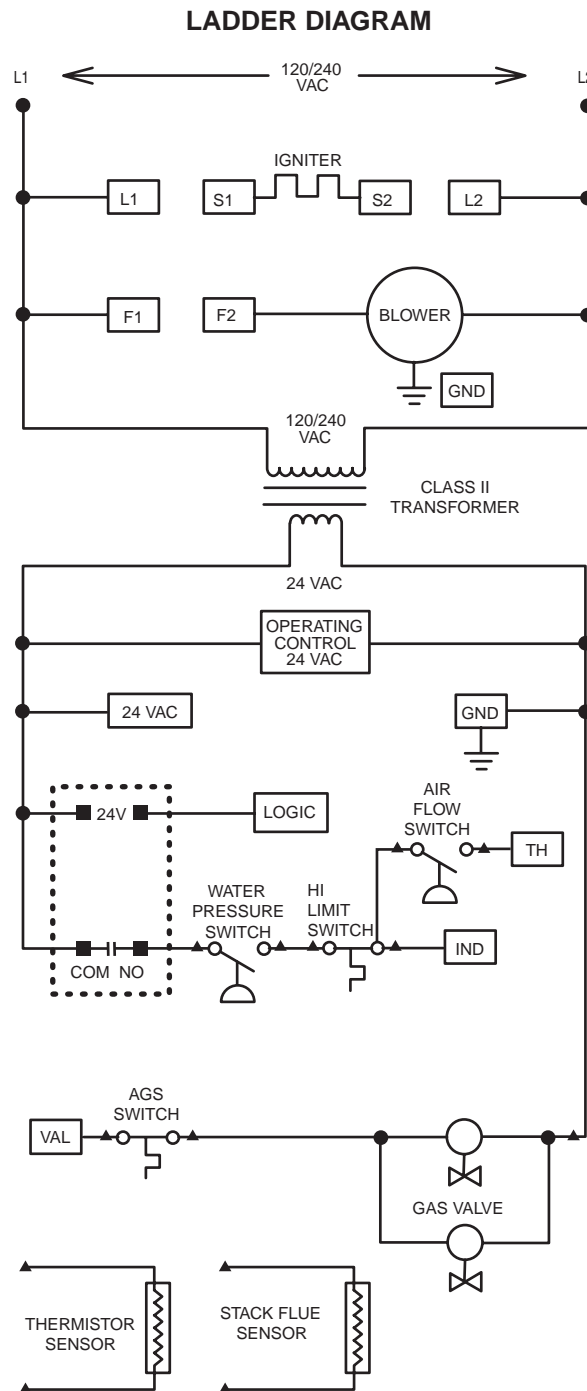 LADDER DIAGRAM
120/240
VAC
L1
L2
IGNITER
L1
S1
S2
L2
F1
F2
BLOWER
GND
120/240
VAC
CLASS II
TRANSFORMER
24 VAC
OPERATING
CONTROL
24 VAC
24 VAC
GND
24V
LOGIC
AIR
FLOW
SWITCH
TH
WATER
PRESSURE
SWITCH
HI
LIMIT
SWITCH
IND
COM NO
AGS
SWITCH
VAL
GAS VALVE
THERMISTOR
SENSOR
STACK FLUE
SENSOR